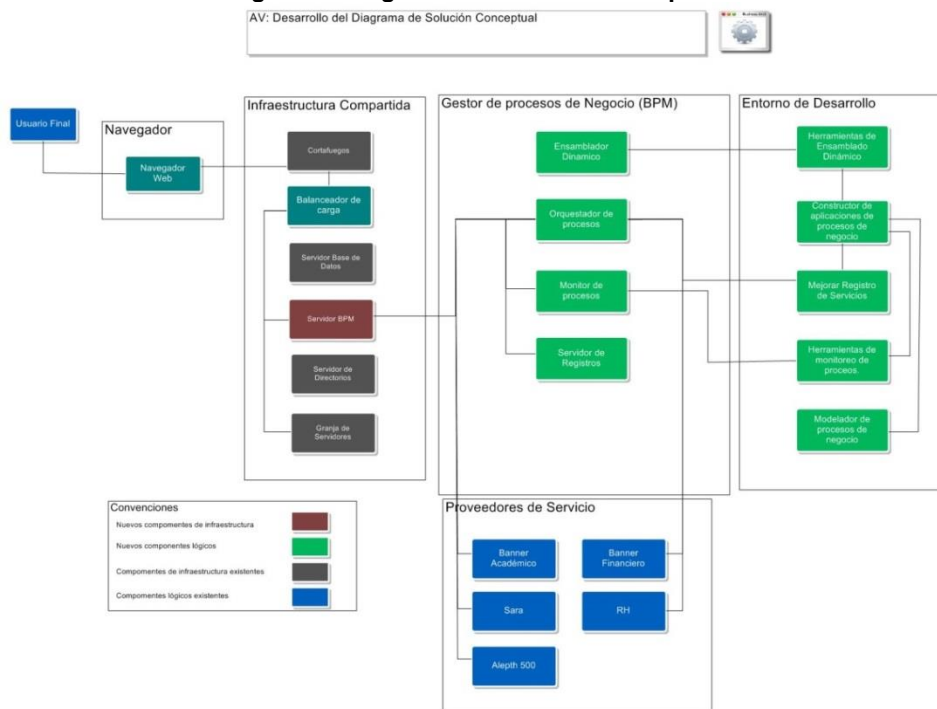 AV: Desarrollo del Diagrama de Solución Conceptual
Usuario Final
Navegador
Navegador
Web
Infraestructura Compartida
Cortafuegos
Balanceador de
carga
Servidor Base de
Datos
Servidor BPM
Servidor de
Directorios
Granja de
Servidores
Gestor de procesos de Negocio (BPM)
Ensamblador
Dinamico
Orquestador de
procesos
Monitor de
procesos
Servidor de
Registros
Entorno de Desarrollo
Herramientas de
Ensamblado
Dinámico
Constructor de
aplicaciones de
procesos de
negocio
Mejorar Registro
de Servicios
Herramientas de
monitoreo de
proceos.
Modelador de
procesos de
negocio
Convenciones
Nuevos compomentes de infraestructura
Nuevos componentes lógicos
Compomentes de infraestructura existentes
Compomentes lógicos existentes
Proveedores de Servicio
Banner
Académico
Banner
Financiero
Sara
RH
Alepth 500